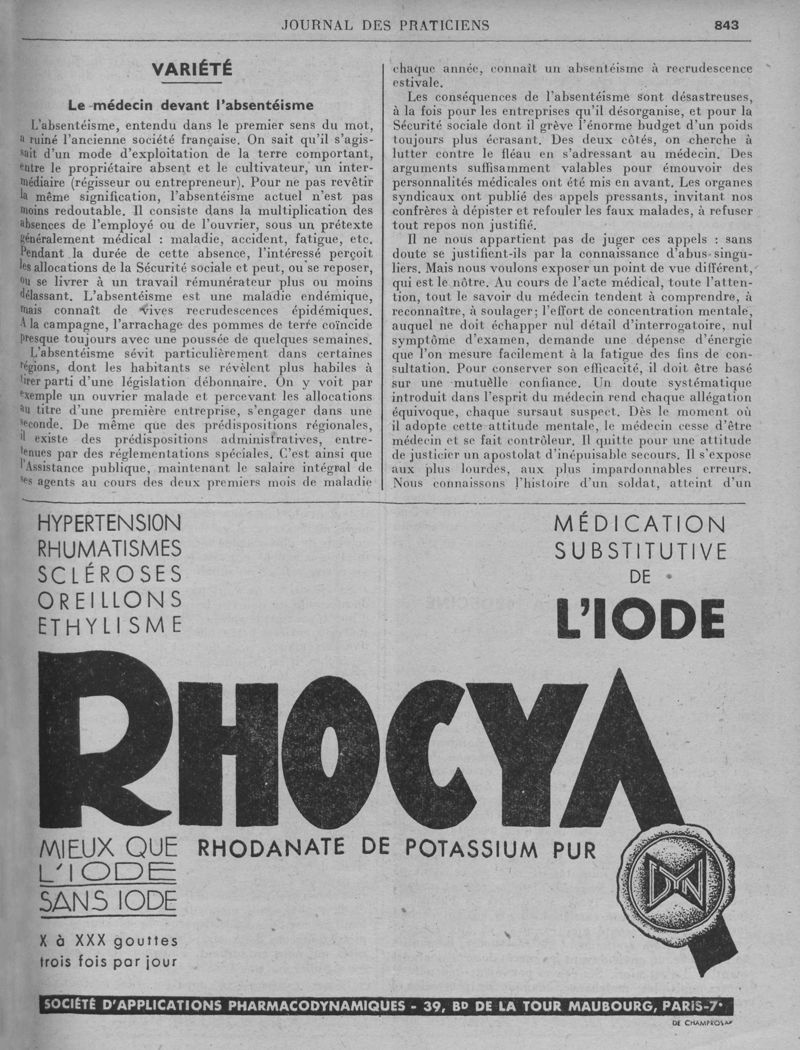 JOURNAL DES PRATICIENS 843
VARIÉTÉ
Le médecin devant l'absentéisme
L'absentéisme, entendu dans le premier sens du mot,
a ruiné l'ancienne société française. On sait qu'il s'agis-
sait d'un mode d'exploitation de la terre comportant,
entre le propriétaire absent et le cultivateur, un inter-
médiaire (régisseur ou entrepreneur). Pour ne pas revêtir
la même signification, l'absentéisme actuel n'est pas
moins redoutable. Il consiste dans la multiplication des
absences de l'employé ou de l'ouvrier, sous un prétexte
généralement médical : maladie, accident, fatigue, etc.
Pendant la durée de cette absence, l'intéressé perçoit
les allocations de la Sécurité sociale et peut, ou se reposer,
ou se livrer à un travail rémunérateur plus ou moins
délassant. L'absentéisme est une maladie endémique,
mais connaît de vives recrudescences épidémiques.
A la campagne, l'arrachage des pommes de terre coïncide
presque toujours avec une poussée de quelques semaines.
L'absentéisme sévit particulièrement dans certaines
régions, dont les habitants se révèlent plus habiles à
tirer parti d'une législation débonnaire. On y voit par
exemple un ouvrier malade et percevant les allocations
au titre d'une première entreprise, s'engager dans une
seconde. De même que des prédispositions régionales,
il existe des prédispositions administratives, entre-
tenues par des réglementations spéciales. C'est ainsi que
l'Assistance publique, maintenant le salaire intégral de
ses agents au cours des deux premiers mois de maladie
chaque année, connaît un absentéisme à recrudescence
estivale.
Les conséquences de l'absentéisme sont désastreuses,
à la fois pour les entreprises qu'il désorganise, et pour la
Sécurité sociale dont il grève l'énorme budget d'un poids
toujours plus écrasant. Des deux côtés, on cherche à
lutter contre le fléau en s'adressant au médecin. Des
arguments suffisamment valables pour émouvoir des
personnalités médicales ont été mis en avant. Les organes
syndicaux ont publié des appels pressants, invitant nos
confrères à dépister et refouler les faux malades, à refuser
tout repos non justifié.
Il ne nous appartient pas de juger ces appels : sans
doute se justifient-ils par la connaissance d'abus singu-
liers. Mais nous voulons exposer un point de vue différent,
qui est le nôtre. Au cours de l'acte médical, toute l'atten-
tion, tout le savoir du médecin tendent à comprendre, à
reconnaître, à soulager; l'effort de concentration mentale,
auquel ne doit échapper nul détail d'interrogatoire, nul
symptôme d'examen, demande une dépense d'énergie
que l'on mesure facilement à la fatigue des fins de con-
sultation. Pour conserver son efficacité, il doit être basé
sur une mutuelle confiance. Un doute systématique
introduit dans l'esprit du médecin rend chaque allégation
équivoque, chaque sursaut suspect. Dès le moment où
il adopte cette attitude mentale, le médecin cesse d'être
médecin et se fait contrôleur. Il quitte pour une attitude
de justicier un apostolat d'inépuisable secours. Il s'expose
aux plus lourdes, aux plus impardonnables erreurs.
Nous connaissons l'histoire d'un soldat, atteint d'un
HYPERTENSION
RHUMATISMES
SCLÉROSES
OREILLONS
ETHYLISME
MÉDICATION
SUBSTITUTIVE
DE
L'IODE
RHOCYA
MIEUX QUE
L'IODE
SANS IODE
RHODANATE DE POTASSIUM PUR
DYN
X à XXX gouttes
trois fois par jour
SOCIÉTÉ D'APPLICATIONS PHARMACODYNAMIQUES - 39, BD DE LA TOUR MAUBOURG, PARIS-7e
DE CHAMPROSAY